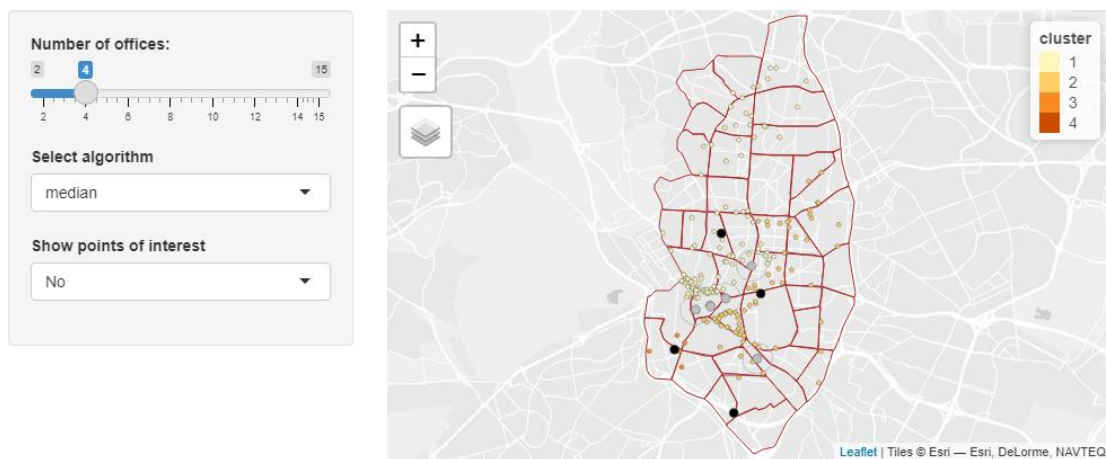 Number of offices:
2 4 15
2 4 6 8 10 12 14 15
Select algorithm
median
Show points of interest
No
+
−
cluster
1
2
3
4
Leaflet | Tiles © Esri — Esri, DeLorme, NAVTEQ